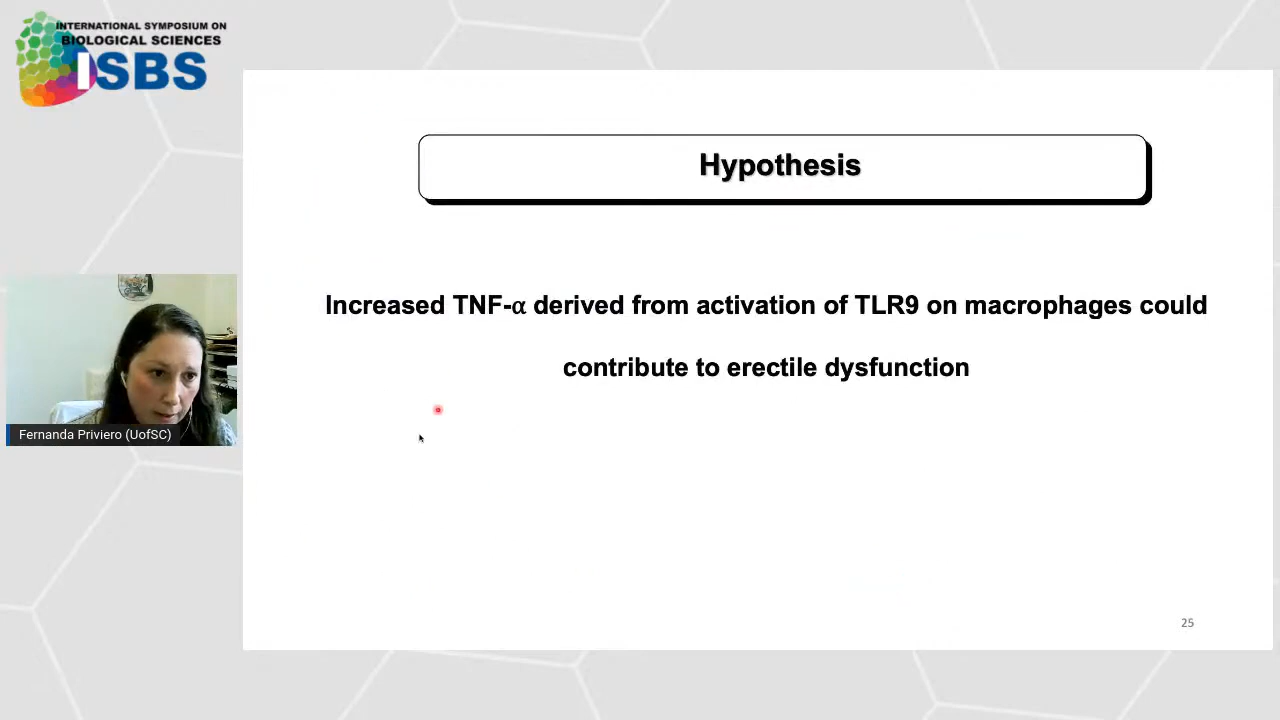 INTERNATIONAL SYMPOSIUM ON
BIOLOGICAL SCIENCES
ISBS
Hypothesis
Increased TNF-α derived from activation of TLR9 on macrophages could
contribute to erectile dysfunction
Fernanda Priviero (UofSC)
25